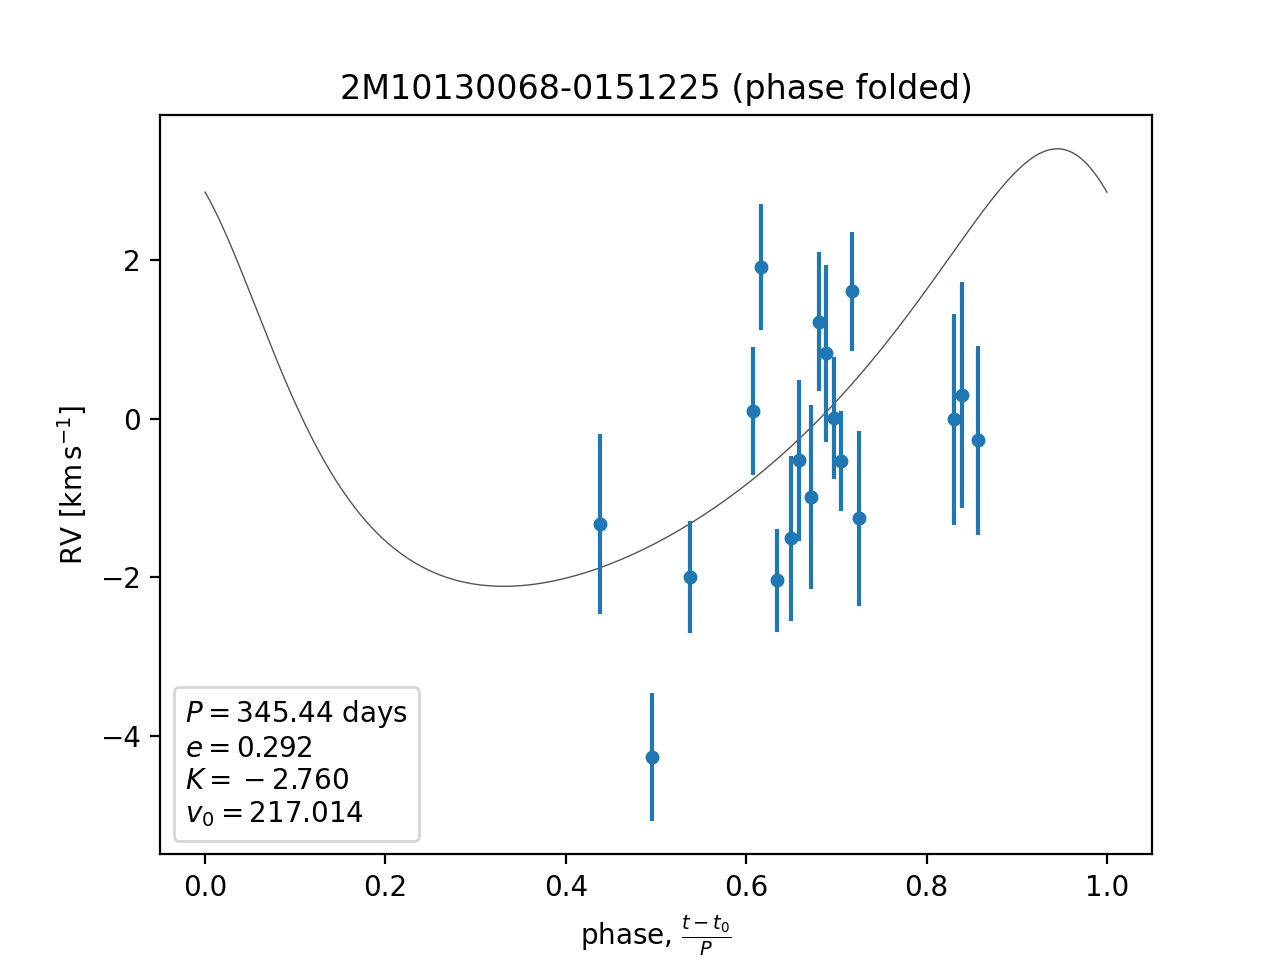 2M10130068-0151225 (phase folded)
2
0
−2
−4
RV [km s⁻¹]
P = 345.44 days
e = 0.292
K = − 2.760
v₀ = 217.014
0.0 0.2 0.4 0.6 0.8 1.0
phase, (t − t₀)/P